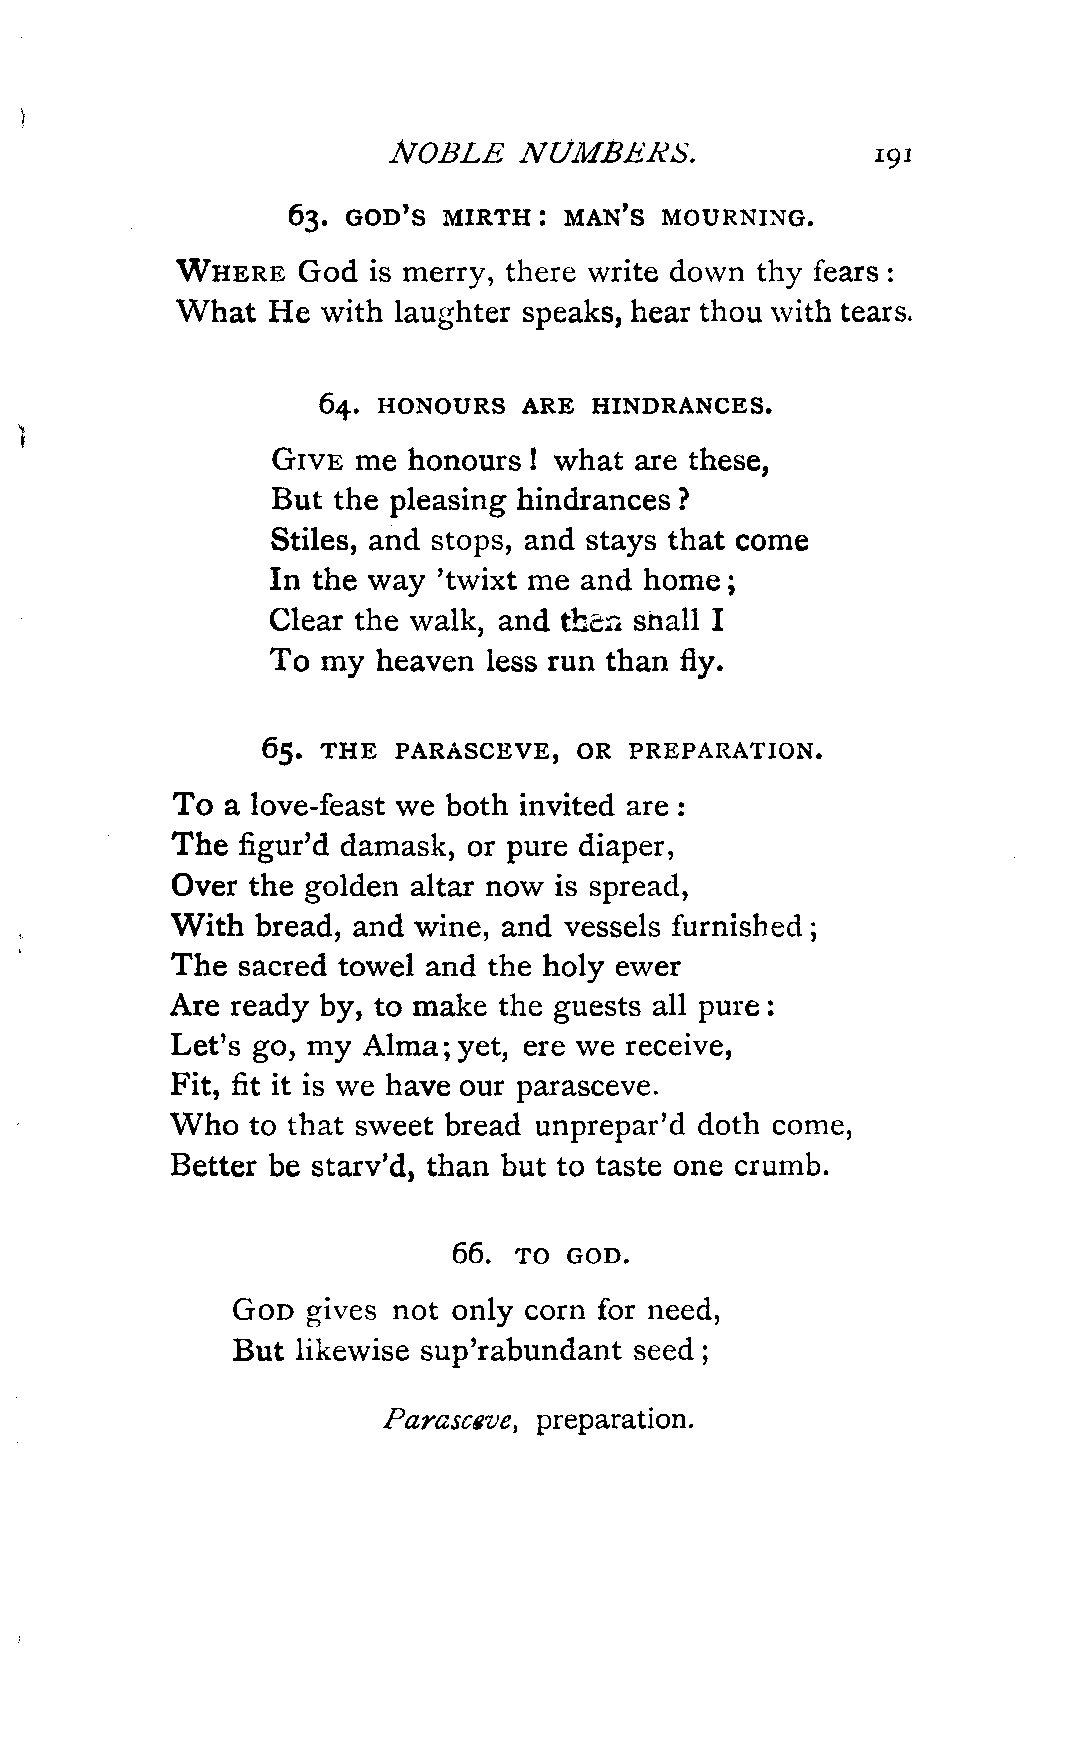 NOBLE NUMBERS. 191
63. GOD'S MIRTH: MAN'S MOURNING.
WHERE God is merry, there write down thy fears :
What He with laughter speaks, hear thou with tears.
64. HONOURS ARE HINDRANCES.
GIVE me honours ! what are these,
But the pleasing hindrances ?
Stiles, and stops, and stays that come
In the way 'twixt me and home ;
Clear the walk, and then shall I
To my heaven less run than fly.
65. THE PARASCEVE, OR PREPARATION.
To a love-feast we both invited are :
The figur'd damask, or pure diaper,
Over the golden altar now is spread,
With bread, and wine, and vessels furnished ;
The sacred towel and the holy ewer
Are ready by, to make the guests all pure :
Let's go, my Alma; yet, ere we receive,
Fit, fit it is we have our parasceve.
Who to that sweet bread unprepar'd doth come,
Better be starv'd, than but to taste one crumb.
66. TO GOD.
GOD gives not only corn for need,
But likewise sup'rabundant seed ;
Parasceve, preparation.